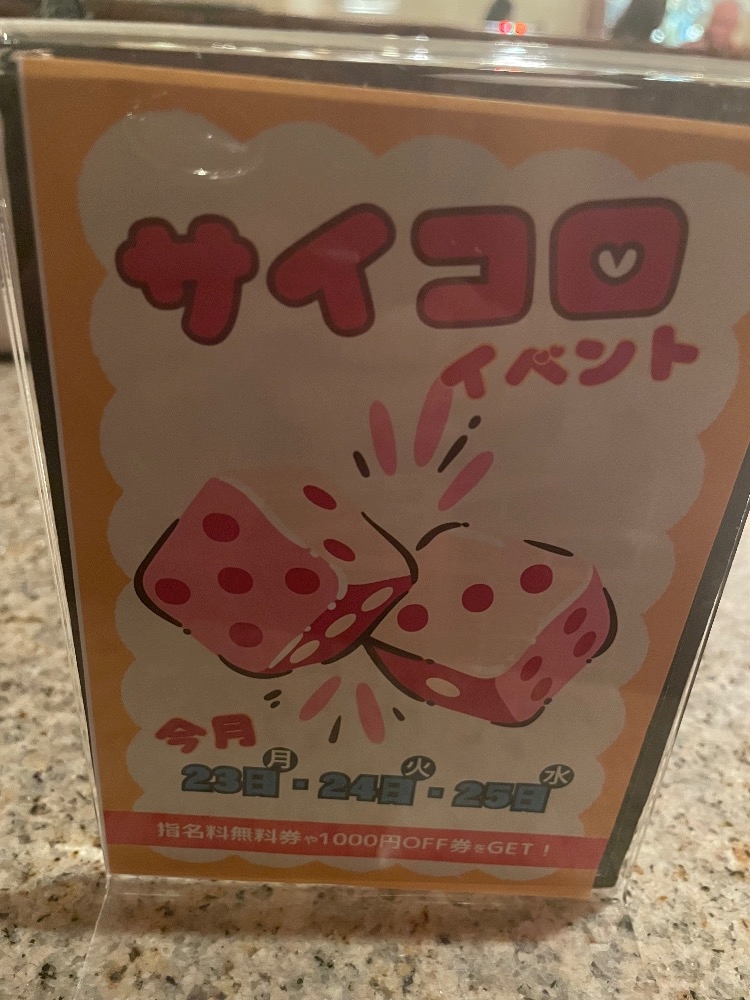 サイコロ
イベント
今月
23日(月)・24日(火)・25日(水)
指名料無料券や1000円OFF券をGET！